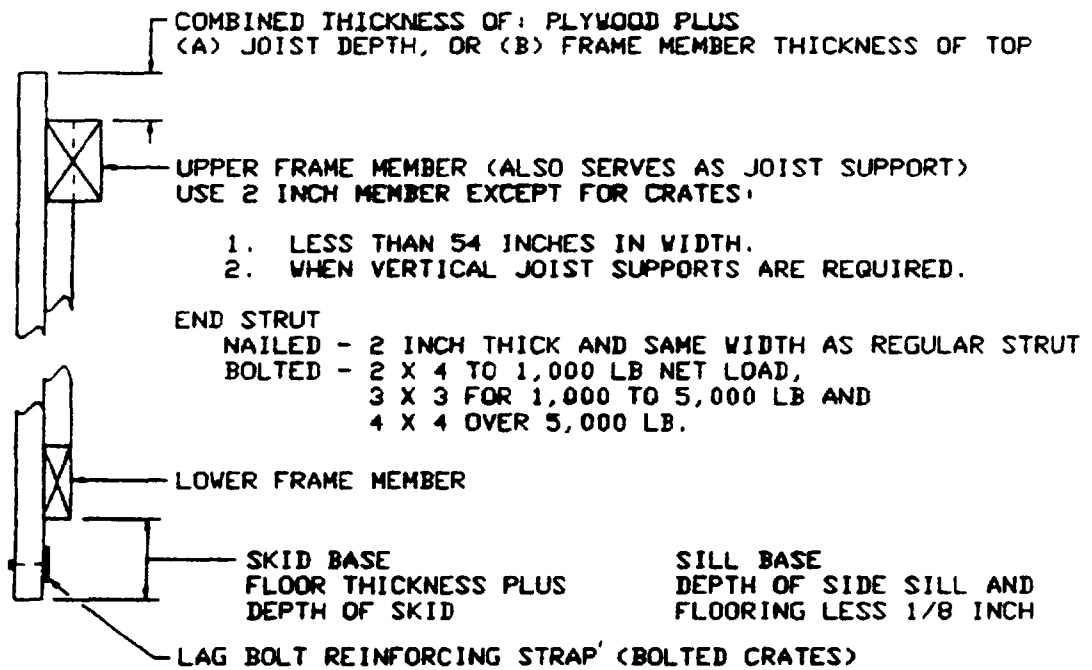 COMBINED THICKNESS OF: PLYWOOD PLUS
(A) JOIST DEPTH, OR (B) FRAME MEMBER THICKNESS OF TOP
UPPER FRAME MEMBER (ALSO SERVES AS JOIST SUPPORT)
USE 2 INCH MEMBER EXCEPT FOR CRATES:
1. LESS THAN 54 INCHES IN WIDTH.
2. WHEN VERTICAL JOIST SUPPORTS ARE REQUIRED.
END STRUT
NAILED - 2 INCH THICK AND SAME WIDTH AS REGULAR STRUT
BOLTED - 2 X 4 TO 1,000 LB NET LOAD,
3 X 3 FOR 1,000 TO 5,000 LB AND
4 X 4 OVER 5,000 LB.
LOWER FRAME MEMBER
SKID BASE
FLOOR THICKNESS PLUS
DEPTH OF SKID
SILL BASE
DEPTH OF SIDE SILL AND
FLOORING LESS 1/8 INCH
LAG BOLT REINFORCING STRAP (BOLTED CRATES)